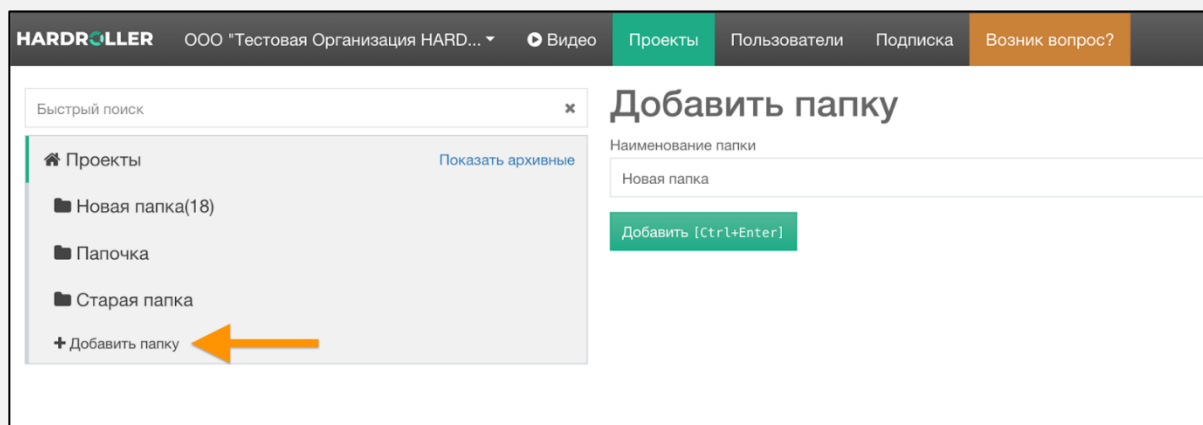 HARDROLLER ООО "Тестовая Организация HARD... Видео Проекты Пользователи Подписка Возник вопрос?
Быстрый поиск
Проекты Показать архивные
Новая папка(18)
Папочка
Старая папка
Добавить папку
Добавить папку
Наименование папки
Новая папка
Добавить [Ctrl+Enter]